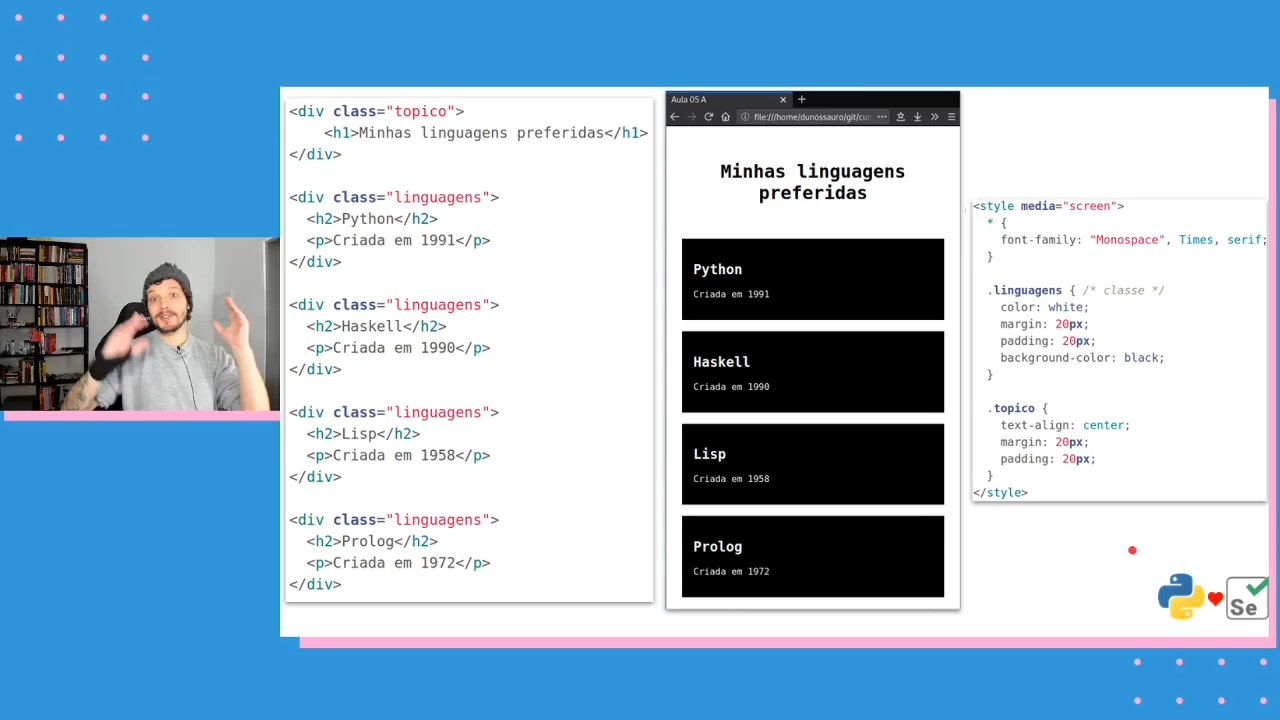 <div class="topico">
<h1>Minhas linguagens preferidas</h1>
</div>
<div class="linguagens">
<h2>Python</h2>
<p>Criada em 1991</p>
</div>
<div class="linguagens">
<h2>Haskell</h2>
<p>Criada em 1990</p>
</div>
<div class="linguagens">
<h2>Lisp</h2>
<p>Criada em 1958</p>
</div>
<div class="linguagens">
<h2>Prolog</h2>
<p>Criada em 1972</p>
</div>
Aula 05 A
file:///home/dunossauro/git/cur
Minhas linguagens
preferidas
Python
Criada em 1991
Haskell
Criada em 1990
Lisp
Criada em 1958
Prolog
Criada em 1972
<style media="screen">
* {
font-family: "Monospace", Times, serif;
}
.linguagens { /* classe */
color: white;
margin: 20px;
padding: 20px;
background-color: black;
}
.topico {
text-align: center;
margin: 20px;
padding: 20px;
}
</style>
Se